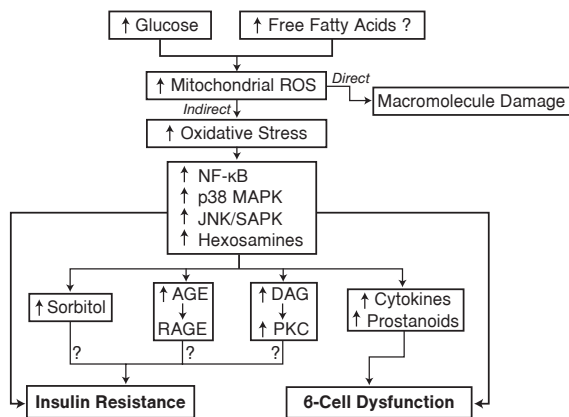 ↑ Glucose
↑ Free Fatty Acids ?
↑ Mitochondrial ROS
Direct
Macromolecule Damage
Indirect
↑ Oxidative Stress
↑ NF-κB
↑ p38 MAPK
↑ JNK/SAPK
↑ Hexosamines
↑ Sorbitol
↑ AGE
RAGE
↑ DAG
↑ PKC
↑ Cytokines
↑ Prostanoids
?
?
?
Insulin Resistance
ϐ-Cell Dysfunction